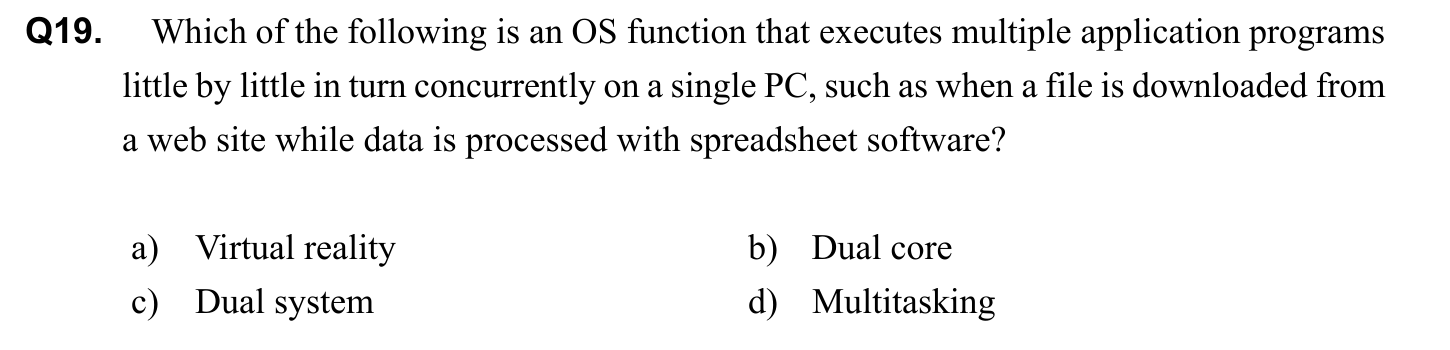 Q19. Which of the following is an OS function that executes multiple application programs
little by little in turn concurrently on a single PC, such as when a file is downloaded from
a web site while data is processed with spreadsheet software?
a) Virtual reality b) Dual core
c) Dual system d) Multitasking